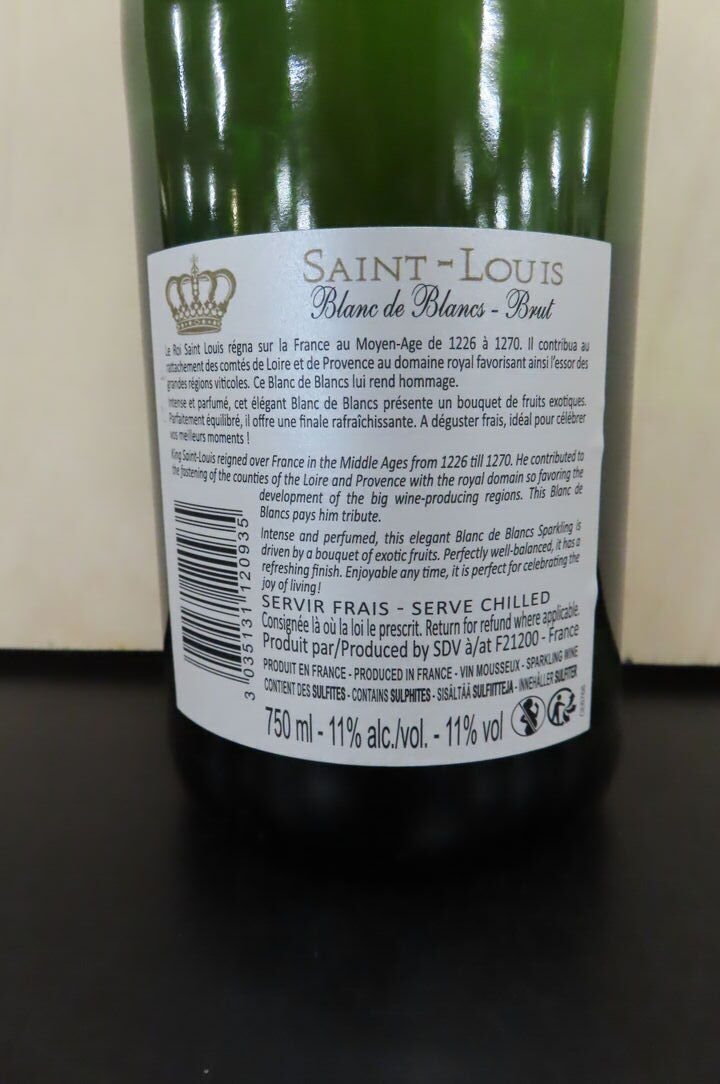 SAINT-LOUIS
Blanc de Blancs - Brut
Le Roi Saint Louis régna sur la France au Moyen-Age de 1226 à 1270. Il contribua au
rattachement des comtés de Loire et de Provence au domaine royal favorisant ainsi l'essor des
grandes régions viticoles. Ce Blanc de Blancs lui rend hommage.
Intense et parfumé, cet élégant Blanc de Blancs présente un bouquet de fruits exotiques.
Parfaitement équilibré, il offre une finale rafraîchissante. A déguster frais, idéal pour célébrer
vos meilleurs moments !
King Saint-Louis reigned over France in the Middle Ages from 1226 till 1270. He contributed to
the fastening of the counties of the Loire and Provence with the royal domain so favoring the
development of the big wine-producing regions. This Blanc de
Blancs pays him tribute.
Intense and perfumed, this elegant Blanc de Blancs Sparkling is
driven by a bouquet of exotic fruits. Perfectly well-balanced, it has a
refreshing finish. Enjoyable any time, it is perfect for celebrating the
joy of living!
SERVIR FRAIS - SERVE CHILLED
Consignée là où la loi le prescrit. Return for refund where applicable.
Produit par/Produced by SDV à/at F21200 - France
PRODUIT EN FRANCE - PRODUCED IN FRANCE - VIN MOUSSEUX - SPARKLING WINE
CONTIENT DES SULFITES - CONTAINS SULPHITES - SISÄLTÄÄ SULFIITTEJA - INNEHÅLLER SULFITER
750 ml - 11% alc./vol. - 11% vol
3 035131 120935